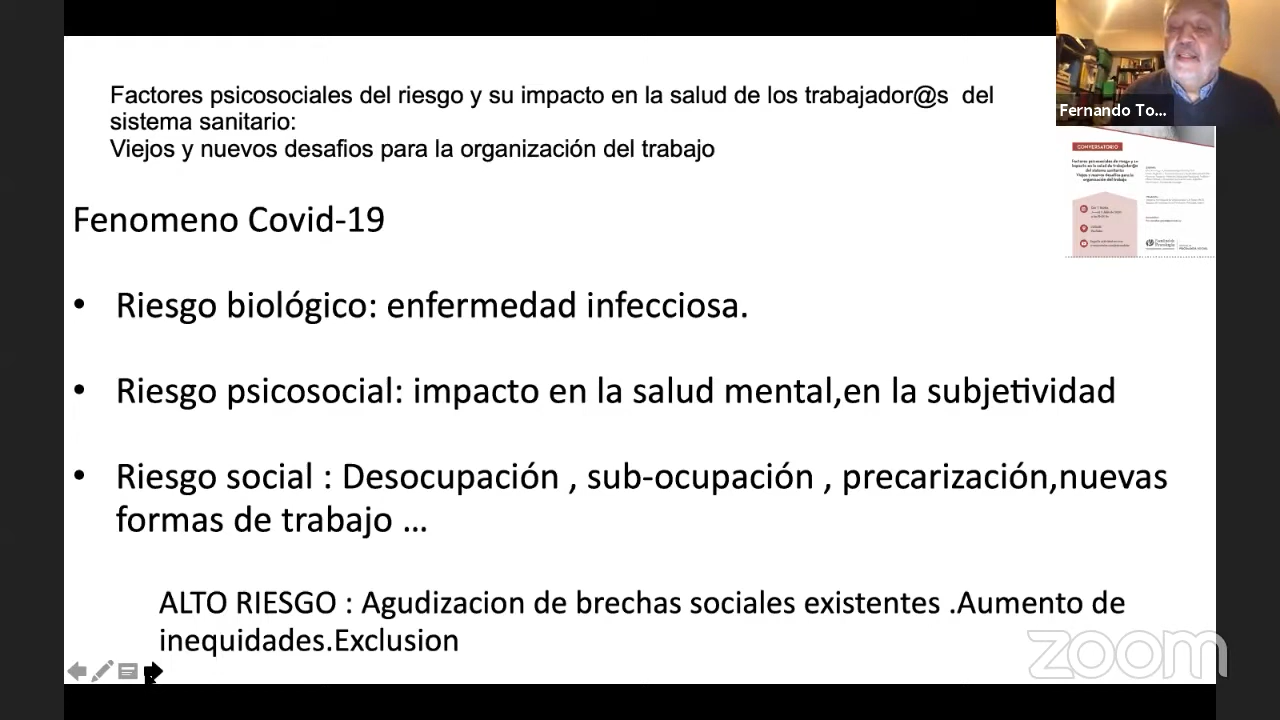 Factores psicosociales del riesgo y su impacto en la salud de los trabajador@s  del
sistema sanitario:
Viejos y nuevos desafios para la organización del trabajo
Fernando To...
CONVERSATORIO
Fenomeno Covid-19
• Riesgo biológico: enfermedad infecciosa.
• Riesgo psicosocial: impacto en la salud mental,en la subjetividad
• Riesgo social : Desocupación , sub-ocupación , precarización,nuevas
formas de trabajo ...
ALTO RIESGO : Agudizacion de brechas sociales existentes .Aumento de
inequidades.Exclusion
zoom